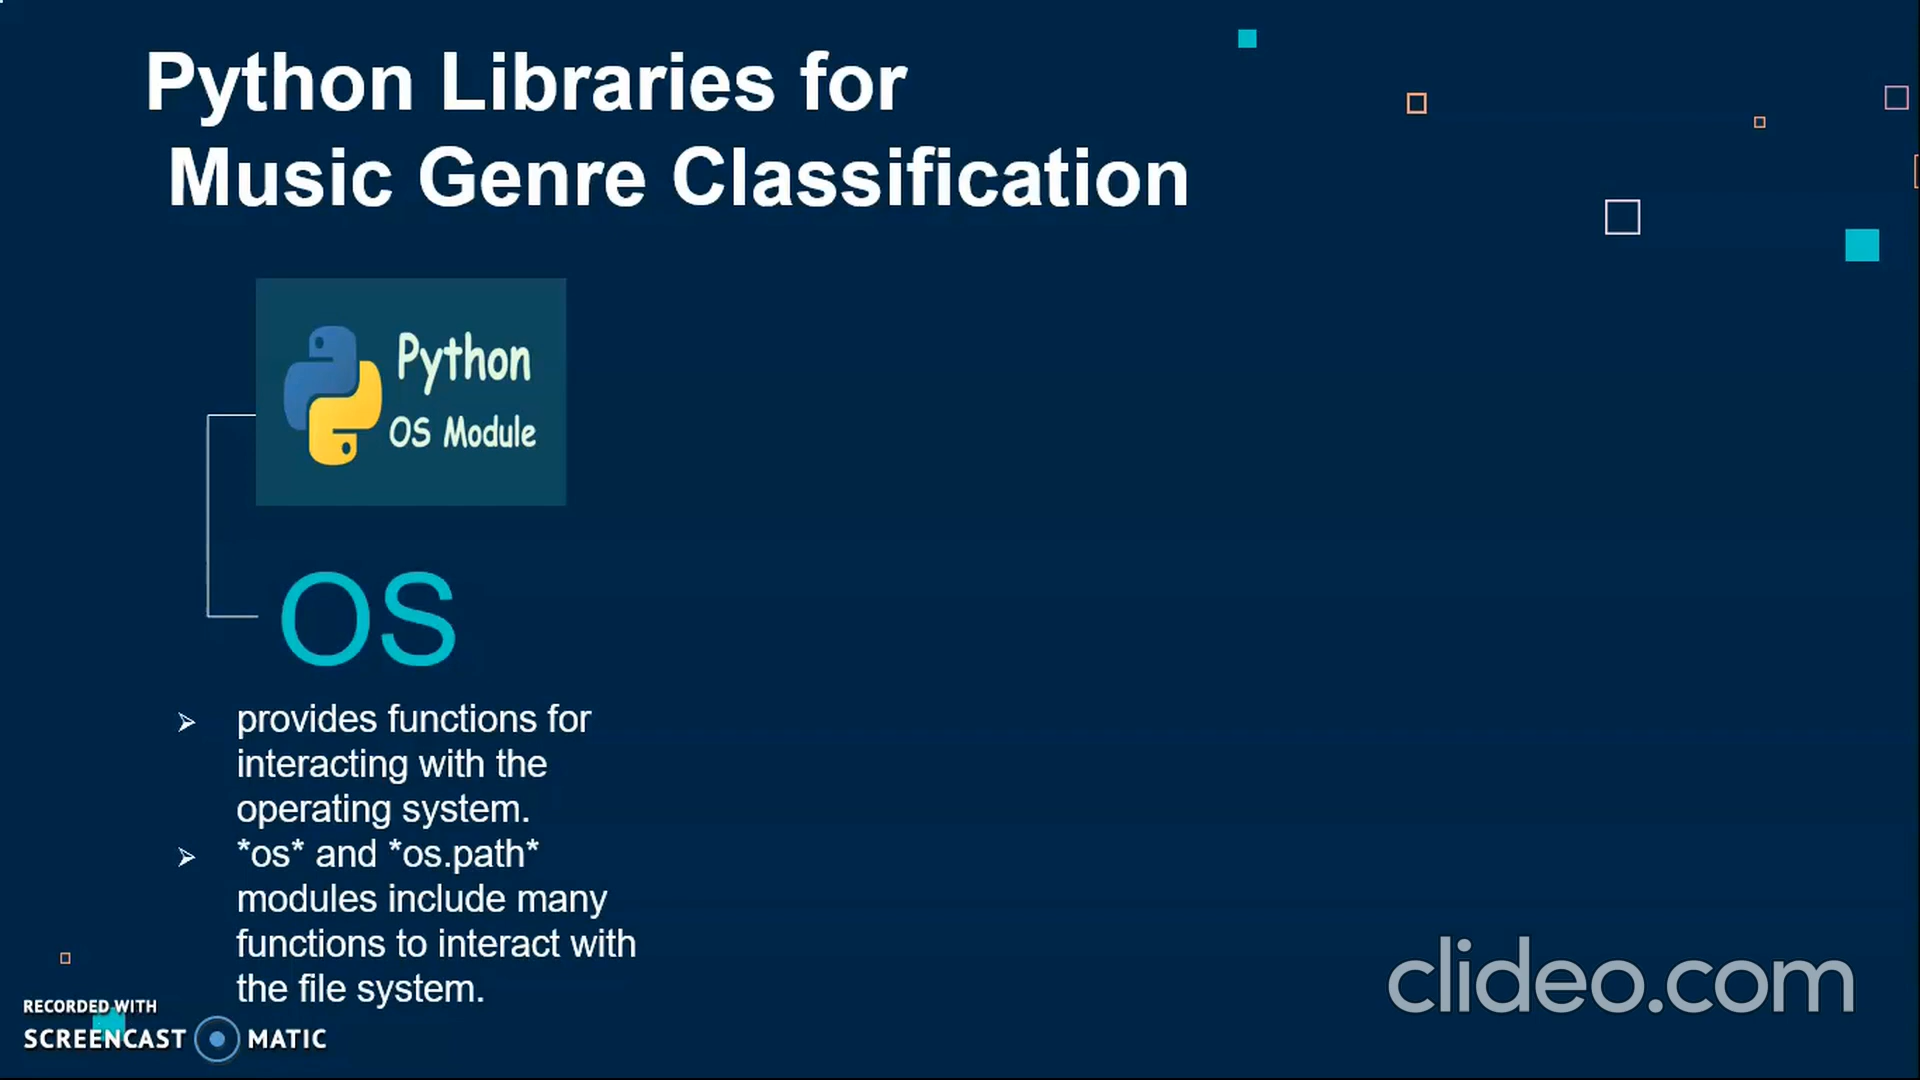 Python Libraries for
Music Genre Classification
Python
OS Module
OS
provides functions for
interacting with the
operating system.
*os* and *os.path*
modules include many
functions to interact with
the file system.
RECORDED WITH
SCREENCAST MATIC
clideo.com